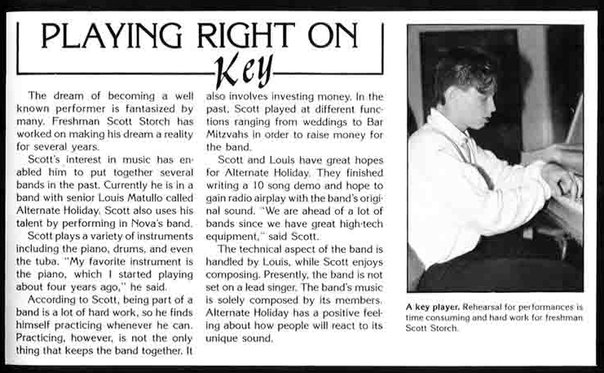 PLAYING RIGHT ON
Key
The dream of becoming a well
known performer is fantasized by
many. Freshman Scott Storch has
worked on making his dream a reality
for several years.
Scott's interest in music has en-
abled him to put together several
bands in the past. Currently he is in a
band with senior Louis Matullo called
Alternate Holiday. Scott also uses his
talent by performing in Nova's band.
Scott plays a variety of instruments
including the piano, drums, and even
the tuba. "My favorite instrument is
the piano, which I started playing
about four years ago," he said.
According to Scott, being part of a
band is a lot of hard work, so he finds
himself practicing whenever he can.
Practicing, however, is not the only
thing that keeps the band together. It
also involves investing money. In the
past, Scott played at different func-
tions ranging from weddings to Bar
Mitzvahs in order to raise money for
the band.
Scott and Louis have great hopes
for Alternate Holiday. They finished
writing a 10 song demo and hope to
gain radio airplay with the band's origi-
nal sound. "We are ahead of a lot of
bands since we have great high-tech
equipment," said Scott.
The technical aspect of the band is
handled by Louis, while Scott enjoys
composing. Presently, the band is not
set on a lead singer. The band's music
is solely composed by its members.
Alternate Holiday has a positive feel-
ing about how people will react to its
unique sound.
A key player. Rehearsal for performances is
time consuming and hard work for freshman
Scott Storch.